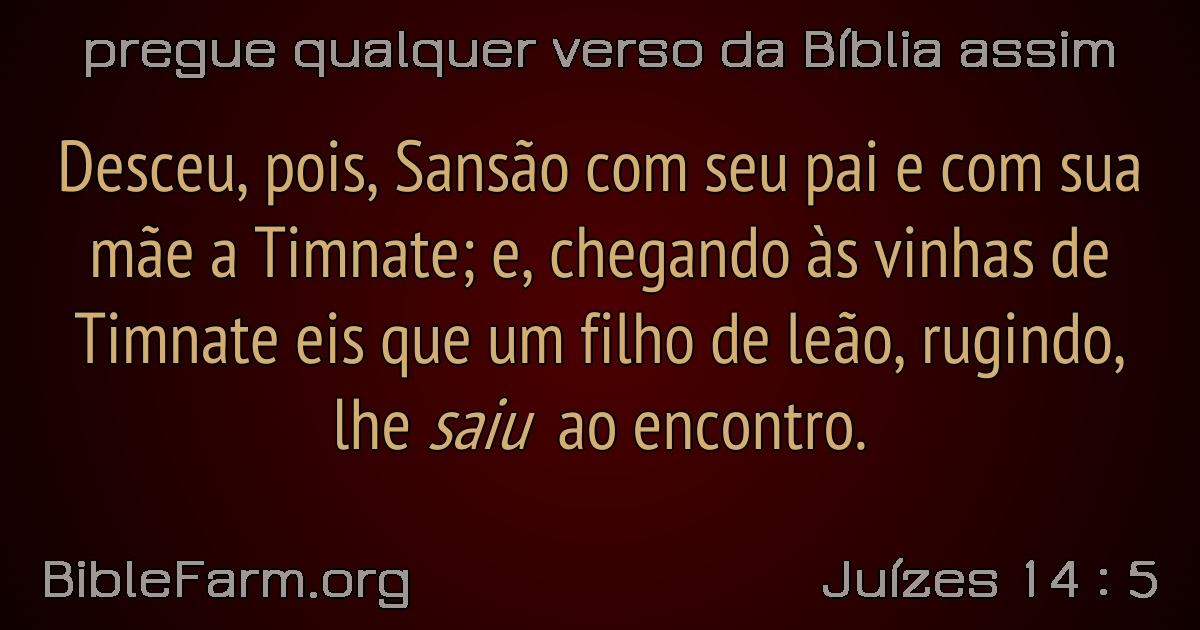 pregue qualquer verso da Bíblia assim
Desceu, pois, Sansão com seu pai e com sua
mãe a Timnate; e, chegando às vinhas de
Timnate eis que um filho de leão, rugindo,
lhe saiu ao encontro.
BibleFarm.org
Juízes 14 : 5